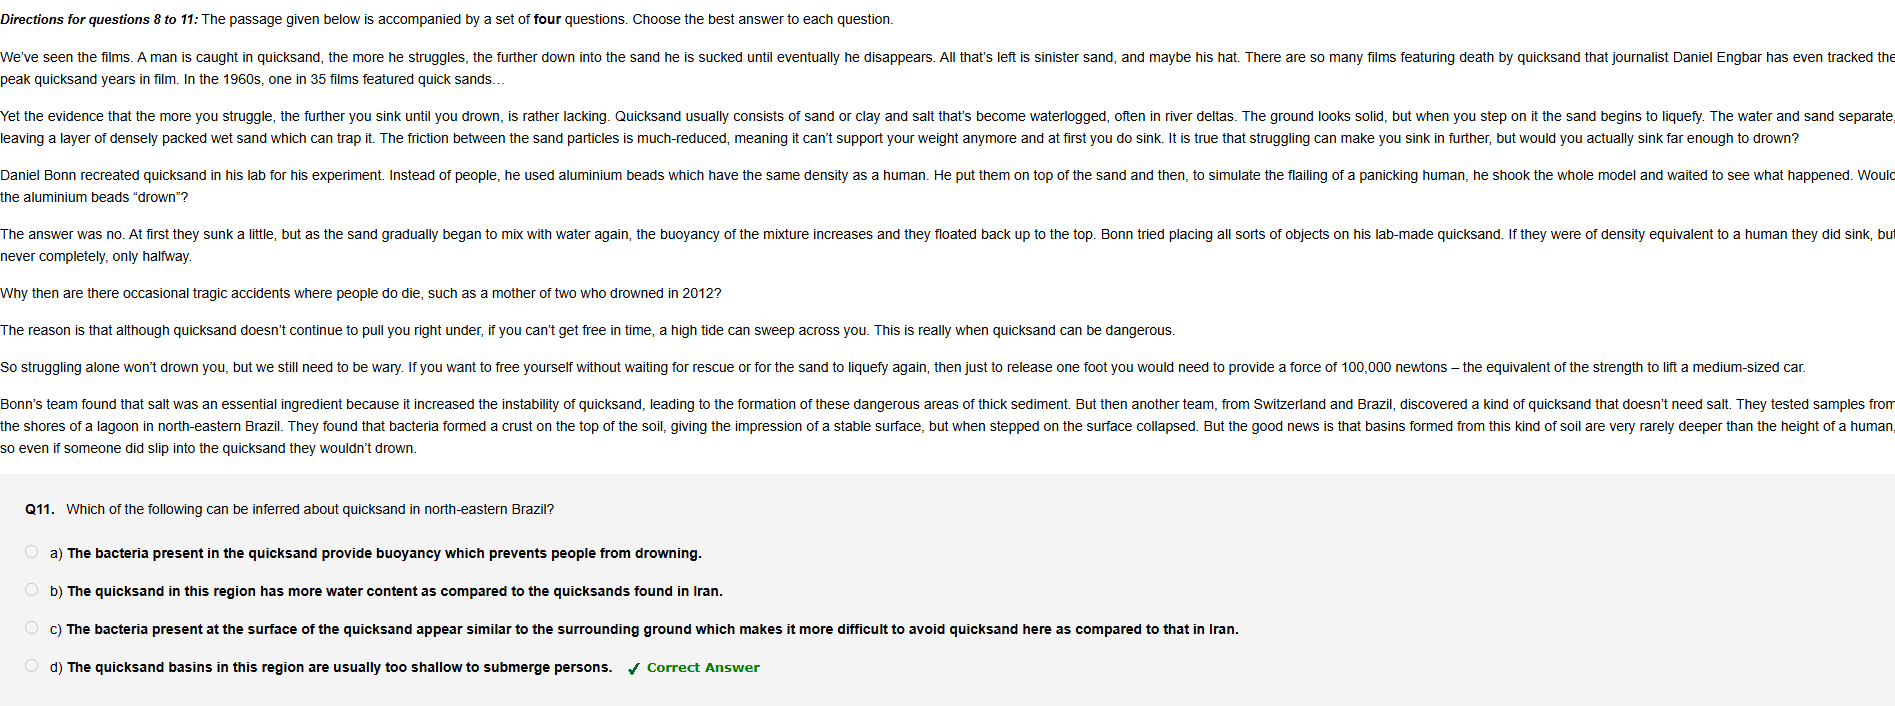 Directions for questions 8 to 11: The passage given below is accompanied by a set of four questions. Choose the best answer to each question.
We've seen the films. A man is caught in quicksand, the more he struggles, the further down into the sand he is sucked until eventually he disappears. All that's left is sinister sand, and maybe his hat. There are so many films featuring death by quicksand that journalist Daniel Engbar has even tracked the
peak quicksand years in film. In the 1960s, one in 35 films featured quick sands…
Yet the evidence that the more you struggle, the further you sink until you drown, is rather lacking. Quicksand usually consists of sand or clay and salt that's become waterlogged, often in river deltas. The ground looks solid, but when you step on it the sand begins to liquefy. The water and sand separate,
leaving a layer of densely packed wet sand which can trap it. The friction between the sand particles is much-reduced, meaning it can't support your weight anymore and at first you do sink. It is true that struggling can make you sink in further, but would you actually sink far enough to drown?
Daniel Bonn recreated quicksand in his lab for his experiment. Instead of people, he used aluminium beads which have the same density as a human. He put them on top of the sand and then, to simulate the flailing of a panicking human, he shook the whole model and waited to see what happened. Would
the aluminium beads “drown”?
The answer was no. At first they sunk a little, but as the sand gradually began to mix with water again, the buoyancy of the mixture increases and they floated back up to the top. Bonn tried placing all sorts of objects on his lab-made quicksand. If they were of density equivalent to a human they did sink, but
never completely, only halfway.
Why then are there occasional tragic accidents where people do die, such as a mother of two who drowned in 2012?
The reason is that although quicksand doesn't continue to pull you right under, if you can't get free in time, a high tide can sweep across you. This is really when quicksand can be dangerous.
So struggling alone won't drown you, but we still need to be wary. If you want to free yourself without waiting for rescue or for the sand to liquefy again, then just to release one foot you would need to provide a force of 100,000 newtons – the equivalent of the strength to lift a medium-sized car.
Bonn's team found that salt was an essential ingredient because it increased the instability of quicksand, leading to the formation of these dangerous areas of thick sediment. But then another team, from Switzerland and Brazil, discovered a kind of quicksand that doesn't need salt. They tested samples from
the shores of a lagoon in north-eastern Brazil. They found that bacteria formed a crust on the top of the soil, giving the impression of a stable surface, but when stepped on the surface collapsed. But the good news is that basins formed from this kind of soil are very rarely deeper than the height of a human,
so even if someone did slip into the quicksand they wouldn't drown.
Q11. Which of the following can be inferred about quicksand in north-eastern Brazil?
a) The bacteria present in the quicksand provide buoyancy which prevents people from drowning.
b) The quicksand in this region has more water content as compared to the quicksands found in Iran.
c) The bacteria present at the surface of the quicksand appear similar to the surrounding ground which makes it more difficult to avoid quicksand here as compared to that in Iran.
d) The quicksand basins in this region are usually too shallow to submerge persons. ✓ Correct Answer